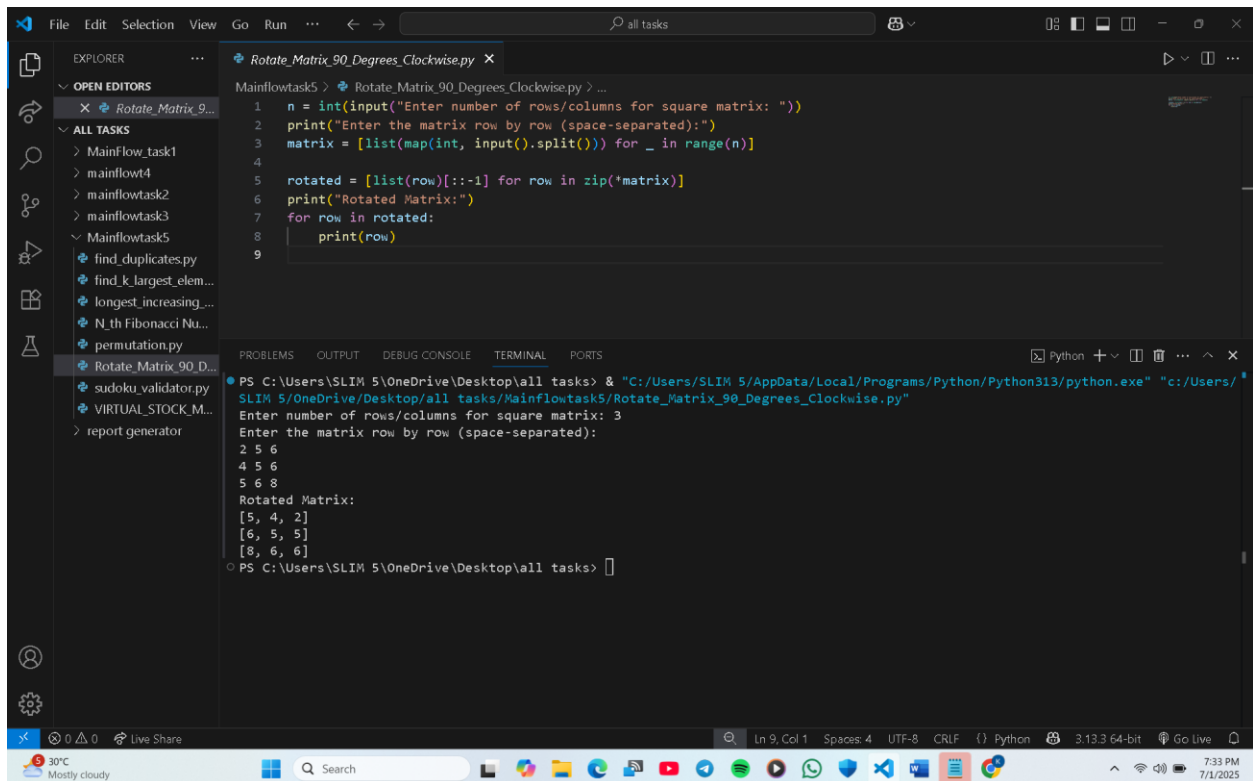 File Edit Selection View Go Run ··· all tasks
EXPLORER ···
OPEN EDITORS
Rotate_Matrix_9...
ALL TASKS
MainFlow_task1
mainflowt4
mainflowtask2
mainflowtask3
Mainflowtask5
find_duplicates.py
find_k_largest_elem...
longest_increasing_...
N_th Fibonacci Nu...
permutation.py
Rotate_Matrix_90_D...
sudoku_validator.py
VIRTUAL_STOCK_M...
report generator
Rotate_Matrix_90_Degrees_Clockwise.py
Mainflowtask5 > Rotate_Matrix_90_Degrees_Clockwise.py > ...
1 n = int(input("Enter number of rows/columns for square matrix: "))
2 print("Enter the matrix row by row (space-separated):")
3 matrix = [list(map(int, input().split())) for _ in range(n)]
4
5 rotated = [list(row)[::-1] for row in zip(*matrix)]
6 print("Rotated Matrix:")
7 for row in rotated:
8     print(row)
9
PROBLEMS OUTPUT DEBUG CONSOLE TERMINAL PORTS Python
PS C:\Users\SLIM 5\OneDrive\Desktop\all tasks> & "C:/Users/SLIM 5/AppData/Local/Programs/Python/Python313/python.exe" "c:/Users/
SLIM 5/OneDrive/Desktop/all tasks/Mainflowtask5/Rotate_Matrix_90_Degrees_Clockwise.py"
Enter number of rows/columns for square matrix: 3
Enter the matrix row by row (space-separated):
2 5 6
4 5 6
5 6 8
Rotated Matrix:
[5, 4, 2]
[6, 5, 5]
[8, 6, 6]
PS C:\Users\SLIM 5\OneDrive\Desktop\all tasks>
0 0 Live Share Ln 9, Col 1 Spaces: 4 UTF-8 CRLF {} Python 3.13.3 64-bit Go Live
5 30°C Search 7:33 PM
Mostly cloudy 7/1/2025